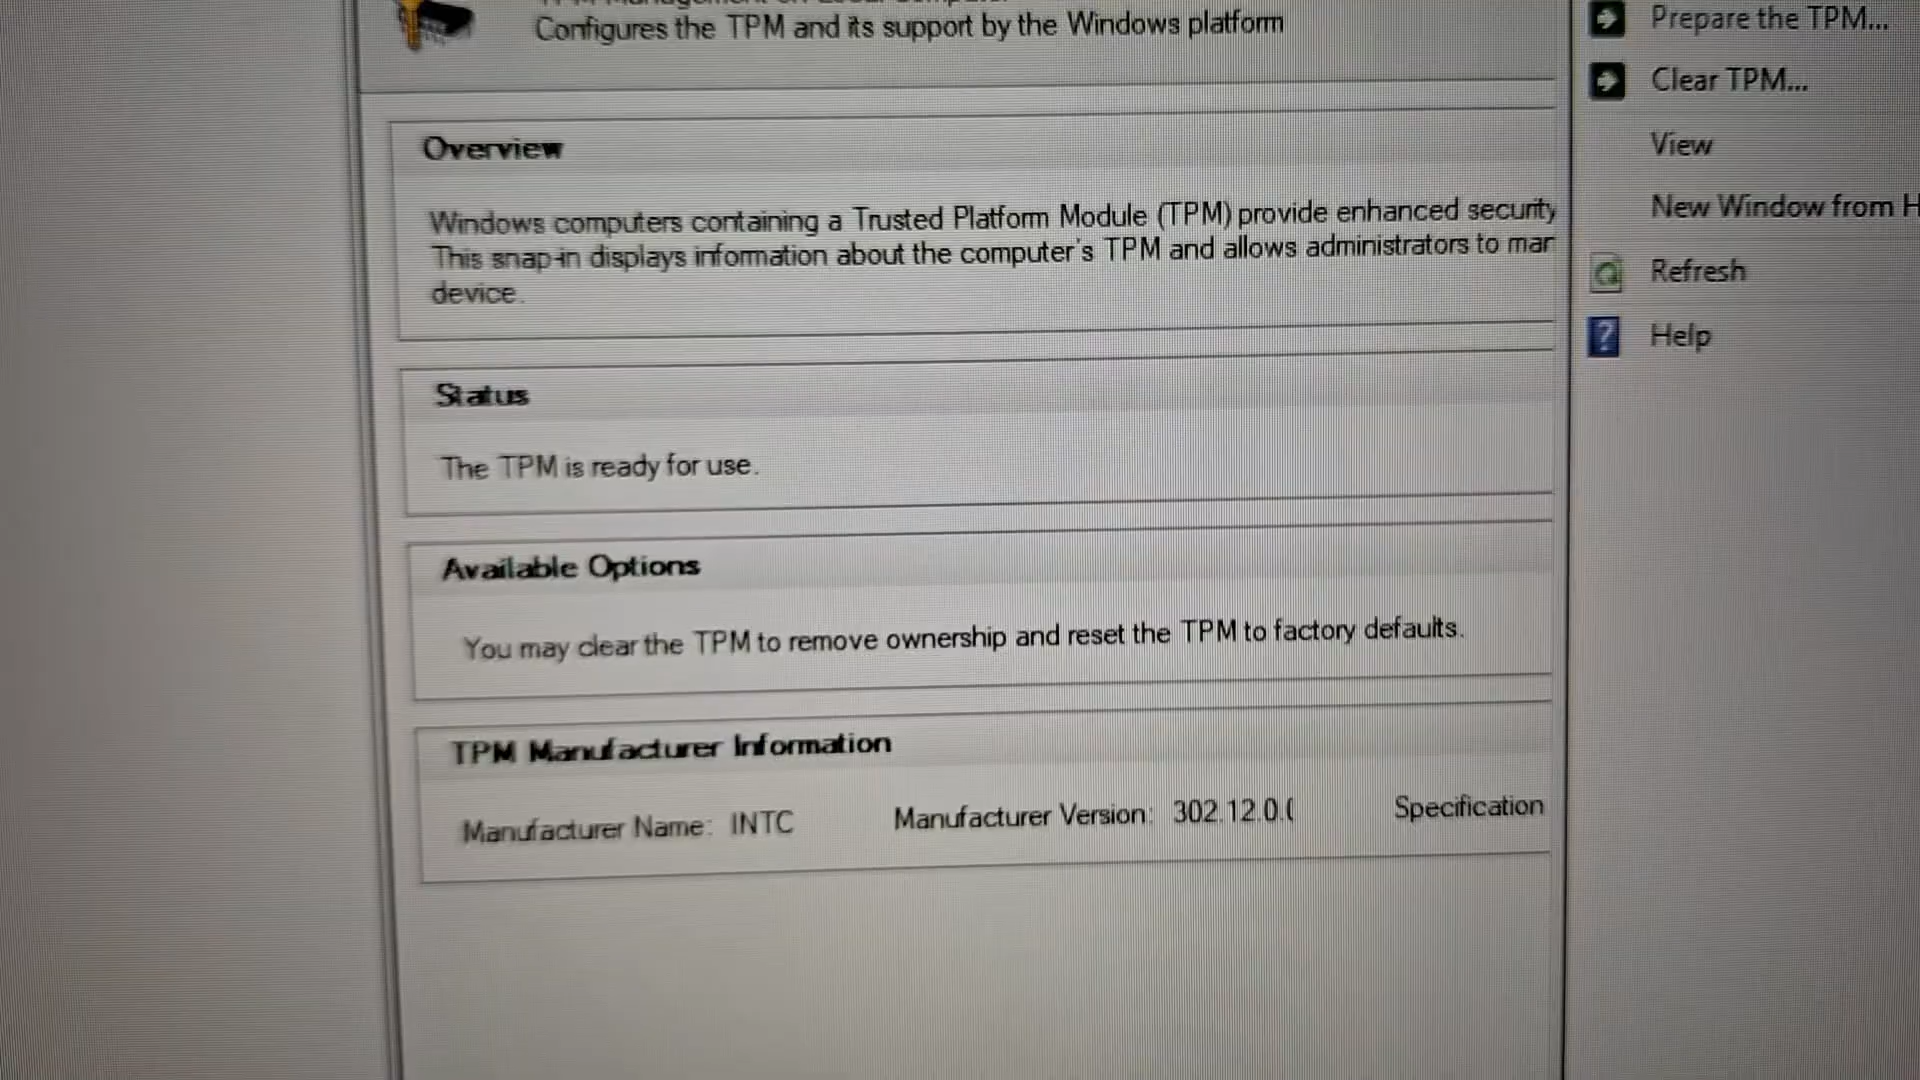 Configures the TPM and its support by the Windows platform
Overview
Windows computers containing a Trusted Platform Module (TPM) provide enhanced security
This snap-in displays information about the computer's TPM and allows administrators to mar
device.
Status
The TPM is ready for use.
Available Options
You may clear the TPM to remove ownership and reset the TPM to factory defaults.
TPM Manufacturer Information
Manufacturer Name: INTC Manufacturer Version: 302.12.0.( Specification
Prepare the TPM...
Clear TPM...
View
New Window from H
Refresh
Help